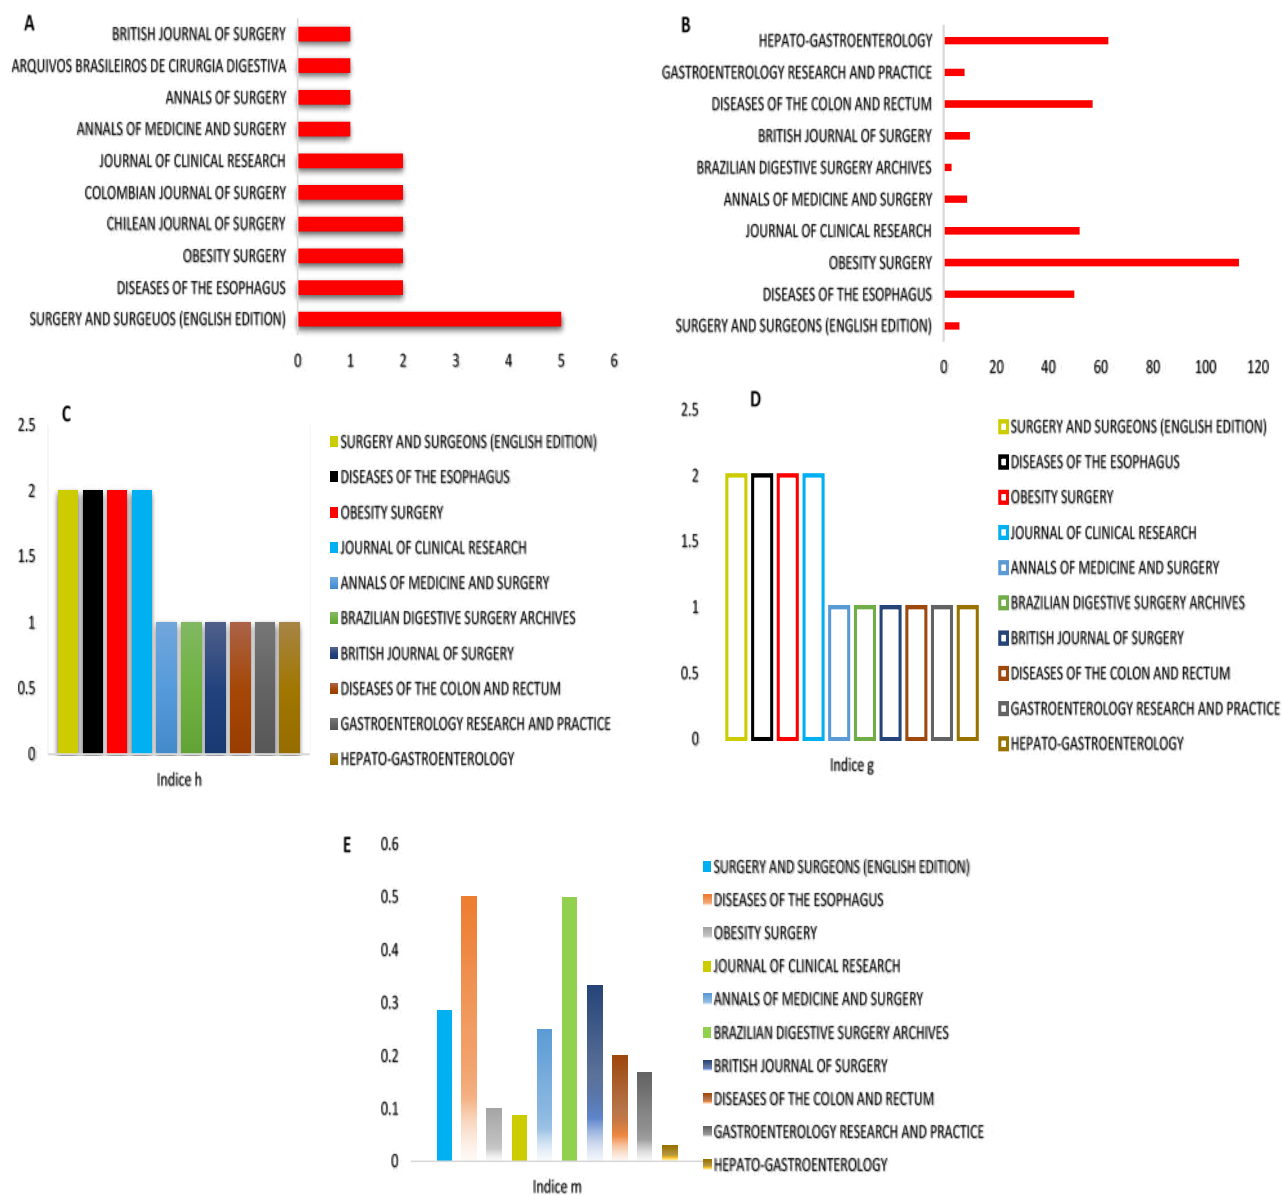 A
BRITISH JOURNAL OF SURGERY
ARQUIVOS BRASILEIROS DE CIRURGIA DIGESTIVA
ANNALS OF SURGERY
ANNALS OF MEDICINE AND SURGERY
JOURNAL OF CLINICAL RESEARCH
COLOMBIAN JOURNAL OF SURGERY
CHILEAN JOURNAL OF SURGERY
OBESITY SURGERY
DISEASES OF THE ESOPHAGUS
SURGERY AND SURGEUOS (ENGLISH EDITION)
0 1 2 3 4 5 6
B
HEPATO-GASTROENTEROLOGY
GASTROENTEROLOGY RESEARCH AND PRACTICE
DISEASES OF THE COLON AND RECTUM
BRITISH JOURNAL OF SURGERY
BRAZILIAN DIGESTIVE SURGERY ARCHIVES
ANNALS OF MEDICINE AND SURGERY
JOURNAL OF CLINICAL RESEARCH
OBESITY SURGERY
DISEASES OF THE ESOPHAGUS
SURGERY AND SURGEONS (ENGLISH EDITION)
0 20 40 60 80 100 120
C
2.5
2
1.5
1
0.5
0
Indice h
SURGERY AND SURGEONS (ENGLISH EDITION)
DISEASES OF THE ESOPHAGUS
OBESITY SURGERY
JOURNAL OF CLINICAL RESEARCH
ANNALS OF MEDICINE AND SURGERY
BRAZILIAN DIGESTIVE SURGERY ARCHIVES
BRITISH JOURNAL OF SURGERY
DISEASES OF THE COLON AND RECTUM
GASTROENTEROLOGY RESEARCH AND PRACTICE
HEPATO-GASTROENTEROLOGY
D
2.5
2
1.5
1
0.5
0
Indice g
SURGERY AND SURGEONS (ENGLISH EDITION)
DISEASES OF THE ESOPHAGUS
OBESITY SURGERY
JOURNAL OF CLINICAL RESEARCH
ANNALS OF MEDICINE AND SURGERY
BRAZILIAN DIGESTIVE SURGERY ARCHIVES
BRITISH JOURNAL OF SURGERY
DISEASES OF THE COLON AND RECTUM
GASTROENTEROLOGY RESEARCH AND PRACTICE
HEPATO-GASTROENTEROLOGY
E
0.6
0.5
0.4
0.3
0.2
0.1
0
Indice m
SURGERY AND SURGEONS (ENGLISH EDITION)
DISEASES OF THE ESOPHAGUS
OBESITY SURGERY
JOURNAL OF CLINICAL RESEARCH
ANNALS OF MEDICINE AND SURGERY
BRAZILIAN DIGESTIVE SURGERY ARCHIVES
BRITISH JOURNAL OF SURGERY
DISEASES OF THE COLON AND RECTUM
GASTROENTEROLOGY RESEARCH AND PRACTICE
HEPATO-GASTROENTEROLOGY